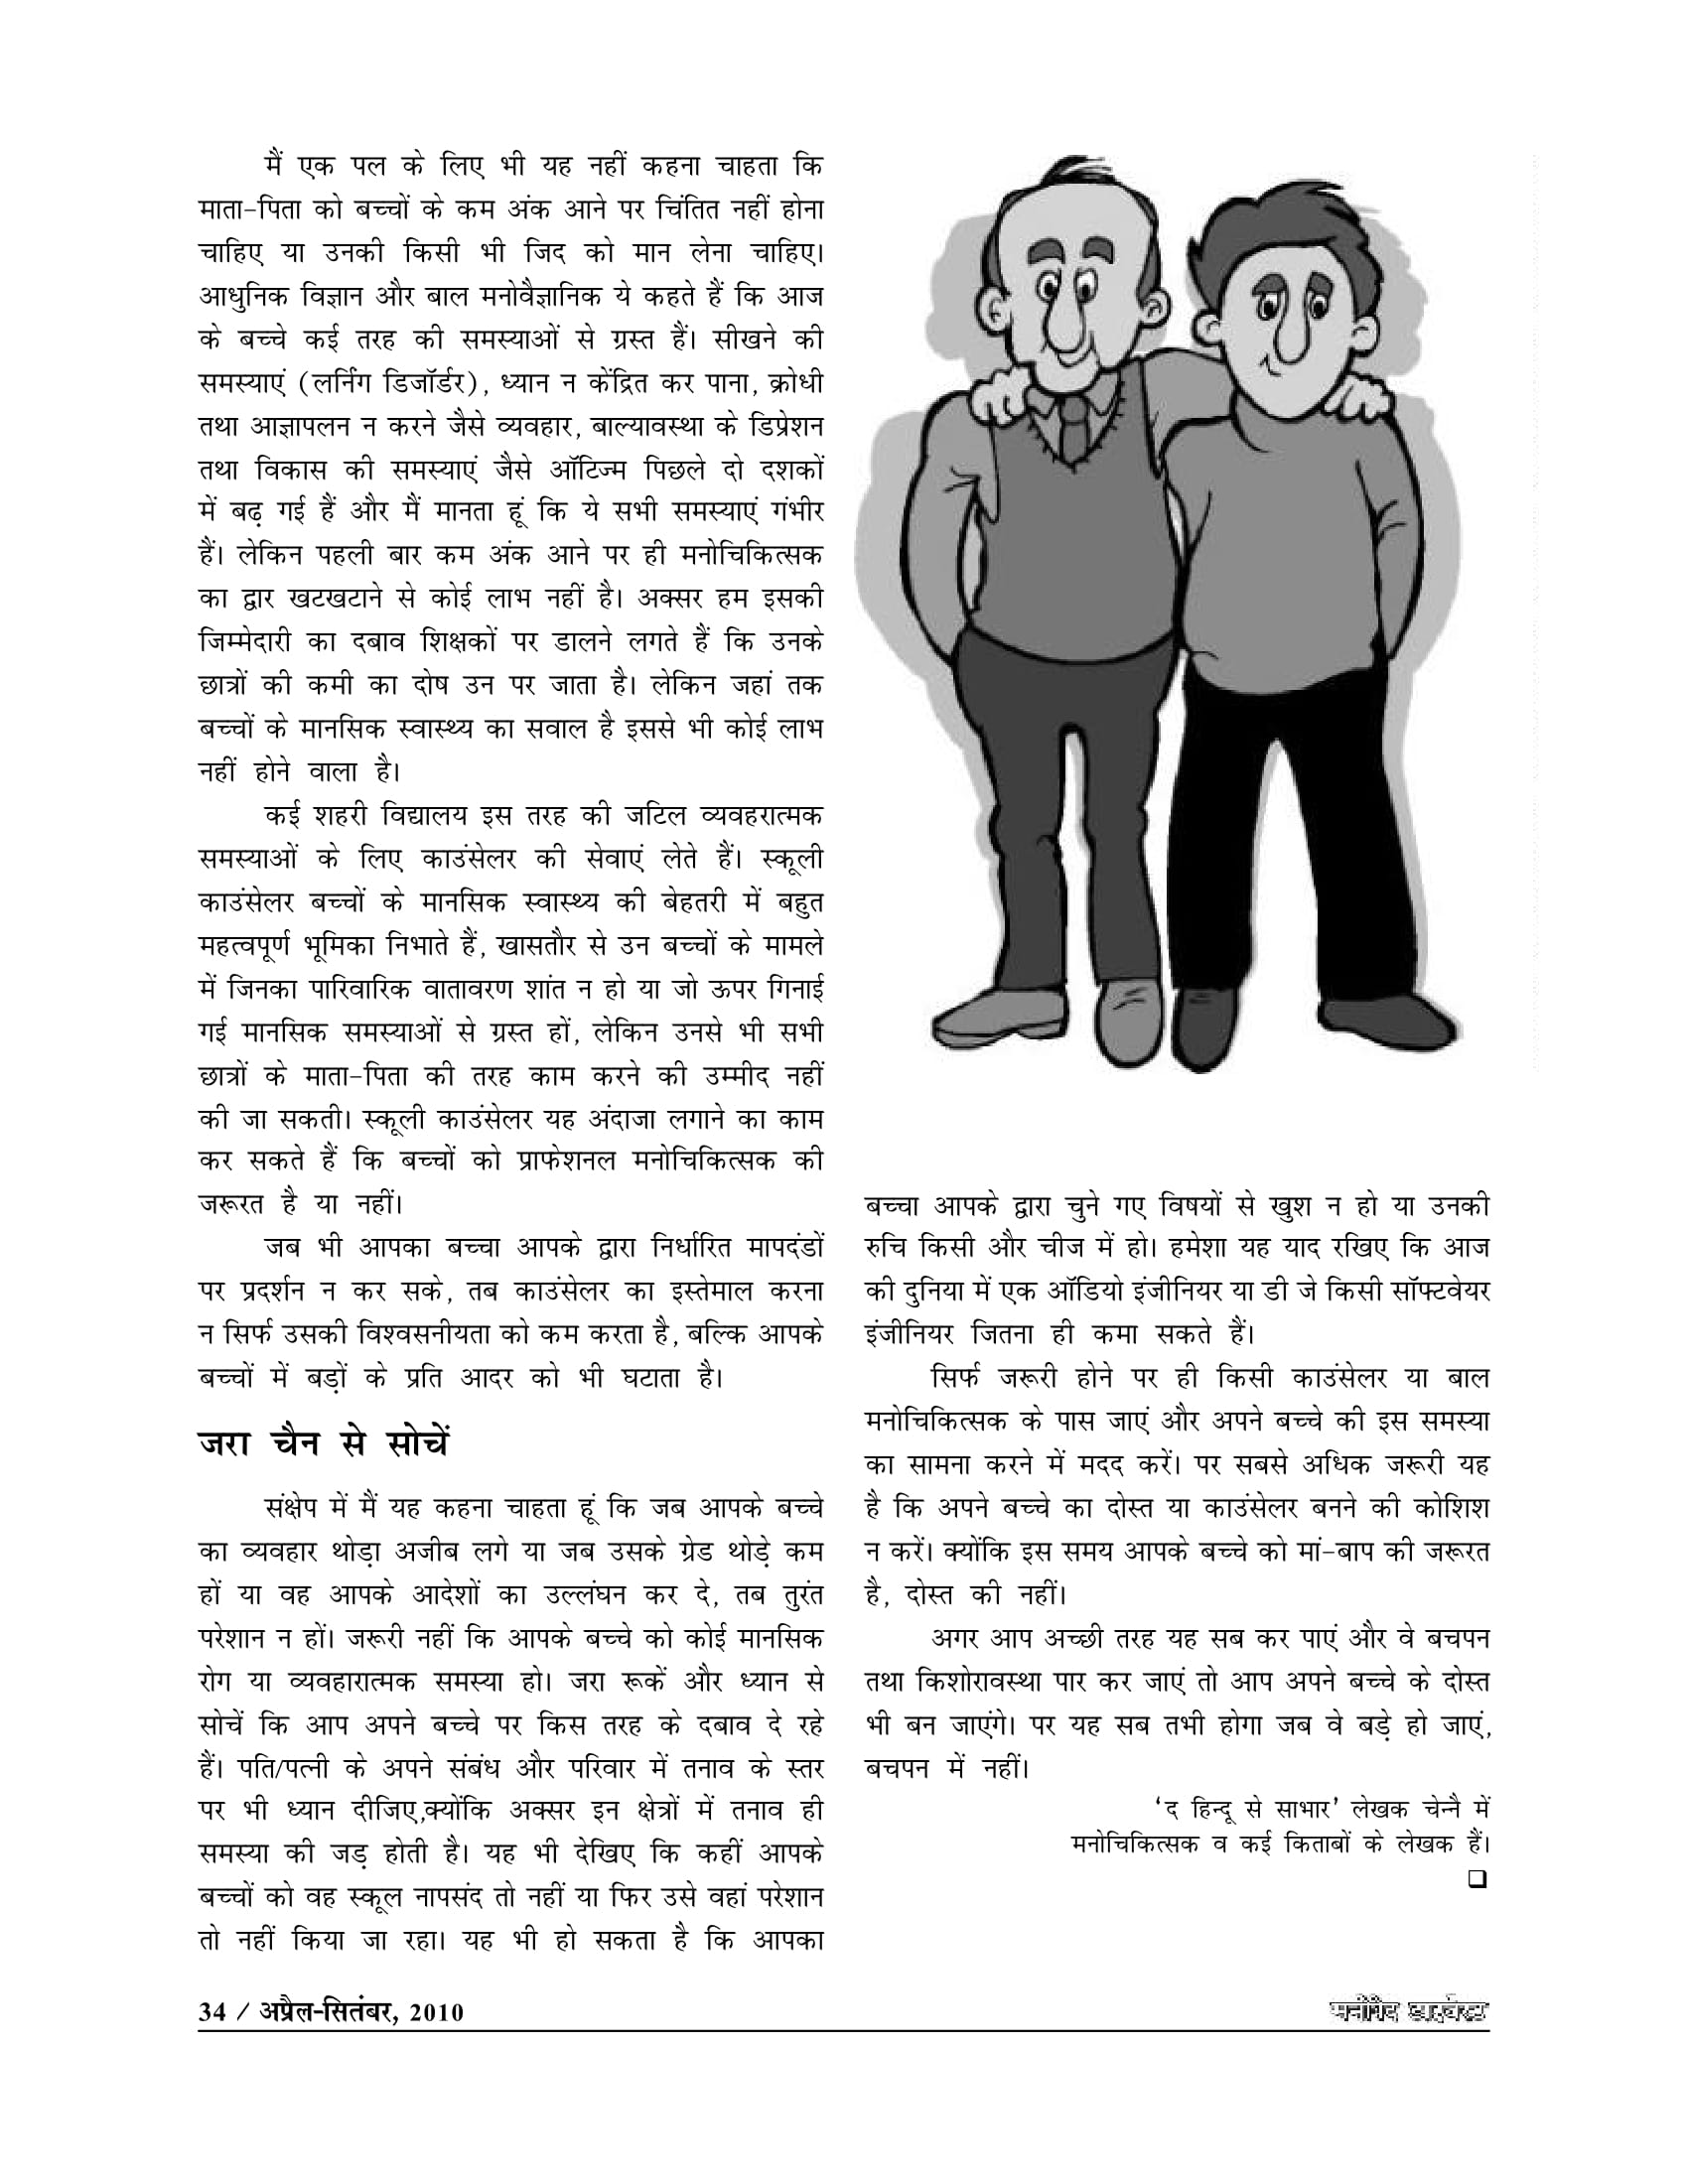 मैं एक पल के लिए भी यह नहीं कहना चाहता कि
माता-पिता को बच्चों के कम अंक आने पर चिंतित नहीं होना
चाहिए या उनकी किसी भी जिद को मान लेना चाहिए।
आधुनिक विज्ञान और बाल मनोवैज्ञानिक ये कहते हैं कि आज
के बच्चे कई तरह की समस्याओं से ग्रस्त हैं। सीखने की
समस्याएं (लर्निंग डिजॉर्डर), ध्यान न केंद्रित कर पाना, क्रोधी
तथा आज्ञापलन न करने जैसे व्यवहार, बाल्यावस्था के डिप्रेशन
तथा विकास की समस्याएं जैसे ऑटिज्म पिछले दो दशकों
में बढ़ गई हैं और मैं मानता हूं कि ये सभी समस्याएं गंभीर
हैं। लेकिन पहली बार कम अंक आने पर ही मनोचिकित्सक
का द्वार खटखटाने से कोई लाभ नहीं है। अक्सर हम इसकी
जिम्मेदारी का दबाव शिक्षकों पर डालने लगते हैं कि उनके
छात्रों की कमी का दोष उन पर जाता है। लेकिन जहां तक
बच्चों के मानसिक स्वास्थ्य का सवाल है इससे भी कोई लाभ
नहीं होने वाला है।
कई शहरी विद्यालय इस तरह की जटिल व्यवहरात्मक
समस्याओं के लिए काउंसेलर की सेवाएं लेते हैं। स्कूली
काउंसेलर बच्चों के मानसिक स्वास्थ्य की बेहतरी में बहुत
महत्वपूर्ण भूमिका निभाते हैं, खासतौर से उन बच्चों के मामले
में जिनका पारिवारिक वातावरण शांत न हो या जो ऊपर गिनाई
गई मानसिक समस्याओं से ग्रस्त हों, लेकिन उनसे भी सभी
छात्रों के माता-पिता की तरह काम करने की उम्मीद नहीं
की जा सकती। स्कूली काउंसेलर यह अंदाजा लगाने का काम
कर सकते हैं कि बच्चों को प्राफेशनल मनोचिकित्सक की
जरूरत है या नहीं।
जब भी आपका बच्चा आपके द्वारा निर्धारित मापदंडों
पर प्रदर्शन न कर सके, तब काउंसेलर का इस्तेमाल करना
न सिर्फ उसकी विश्वसनीयता को कम करता है, बल्कि आपके
बच्चों में बड़ों के प्रति आदर को भी घटाता है।
जरा चैन से सोचें
संक्षेप में मैं यह कहना चाहता हूं कि जब आपके बच्चे
का व्यवहार थोड़ा अजीब लगे या जब उसके ग्रेड थोड़े कम
हों या वह आपके आदेशों का उल्लंघन कर दे, तब तुरंत
परेशान न हों। जरूरी नहीं कि आपके बच्चे को कोई मानसिक
रोग या व्यवहारात्मक समस्या हो। जरा रूकें और ध्यान से
सोचें कि आप अपने बच्चे पर किस तरह के दबाव दे रहे
हैं। पति/पत्नी के अपने संबंध और परिवार में तनाव के स्तर
पर भी ध्यान दीजिए,क्योंकि अक्सर इन क्षेत्रों में तनाव ही
समस्या की जड़ होती है। यह भी देखिए कि कहीं आपके
बच्चों को वह स्कूल नापसंद तो नहीं या फिर उसे वहां परेशान
तो नहीं किया जा रहा। यह भी हो सकता है कि आपका
बच्चा आपके द्वारा चुने गए विषयों से खुश न हो या उनकी
रुचि किसी और चीज में हो। हमेशा यह याद रखिए कि आज
की दुनिया में एक ऑडियो इंजीनियर या डी जे किसी सॉफ्टवेयर
इंजीनियर जितना ही कमा सकते हैं।
सिर्फ जरूरी होने पर ही किसी काउंसेलर या बाल
मनोचिकित्सक के पास जाएं और अपने बच्चे की इस समस्या
का सामना करने में मदद करें। पर सबसे अधिक जरूरी यह
है कि अपने बच्चे का दोस्त या काउंसेलर बनने की कोशिश
न करें। क्योंकि इस समय आपके बच्चे को मां-बाप की जरूरत
है, दोस्त की नहीं।
अगर आप अच्छी तरह यह सब कर पाएं और वे बचपन
तथा किशोरावस्था पार कर जाएं तो आप अपने बच्चे के दोस्त
भी बन जाएंगे। पर यह सब तभी होगा जब वे बड़े हो जाएं,
बचपन में नहीं।
‘द हिन्दू से साभार’ लेखक चेन्नै में
मनोचिकित्सक व कई किताबों के लेखक हैं।
34 / अप्रैल-सितंबर, 2010